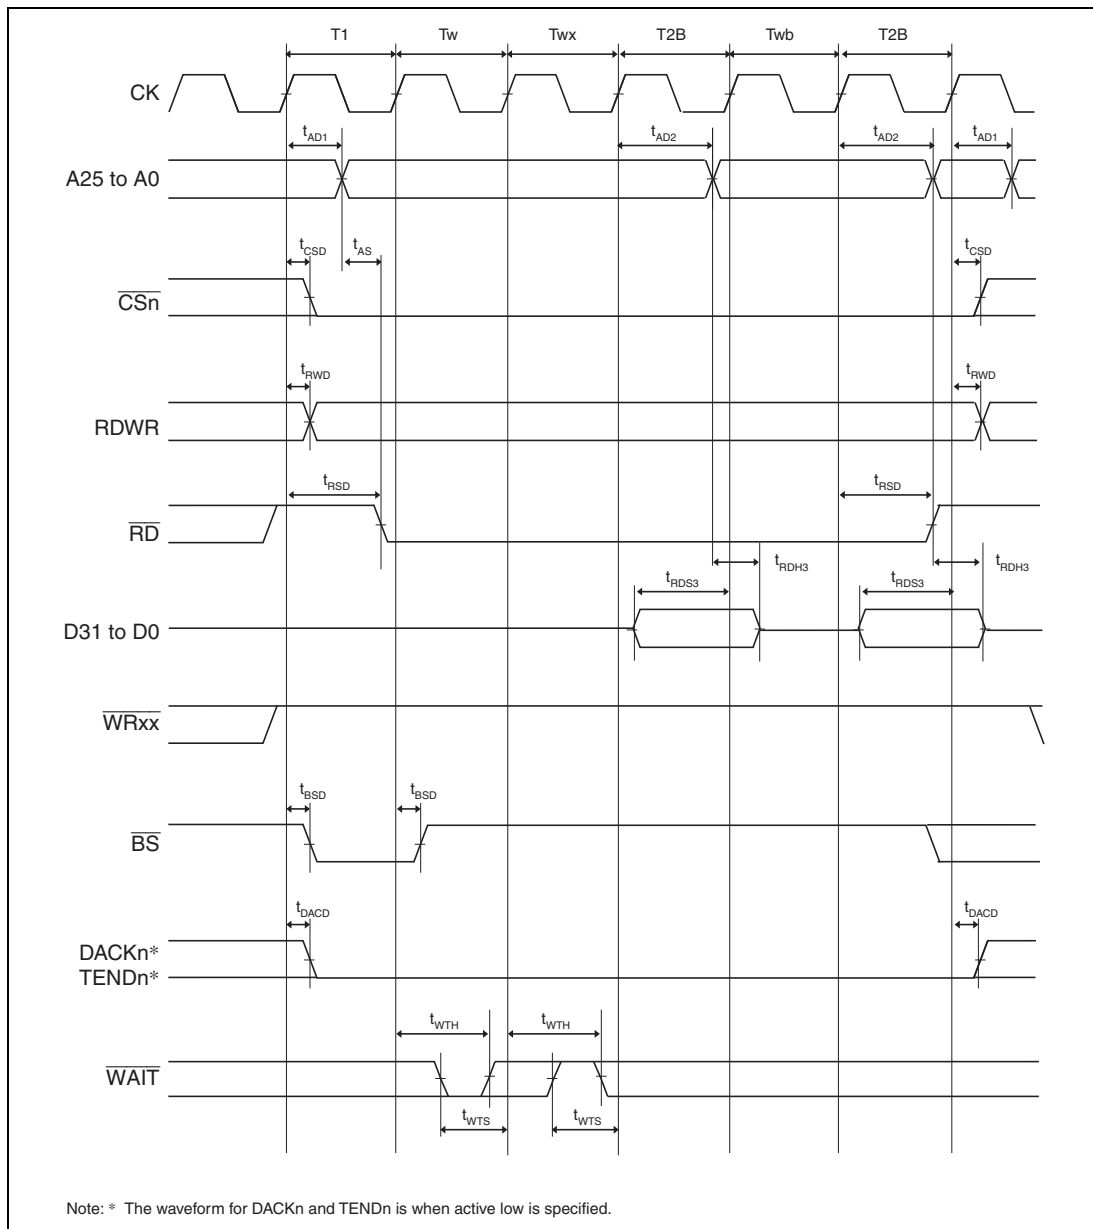 T1 Tw Twx T2B Twb T2B
CK
tAD1 tAD2 tAD2 tAD1
A25 to A0
tCSD tAS tCSD
CSn
tRWD tRWD
RDWR
tRSD tRSD
RD
tRDH3 tRDH3
tRDS3 tRDS3
D31 to D0
WRxx
tBSD tBSD
BS
tDACD tDACD
DACKn*
TENDn*
tWTH tWTH
WAIT
tWTS tWTS
Note: * The waveform for DACKn and TENDn is when active low is specified.